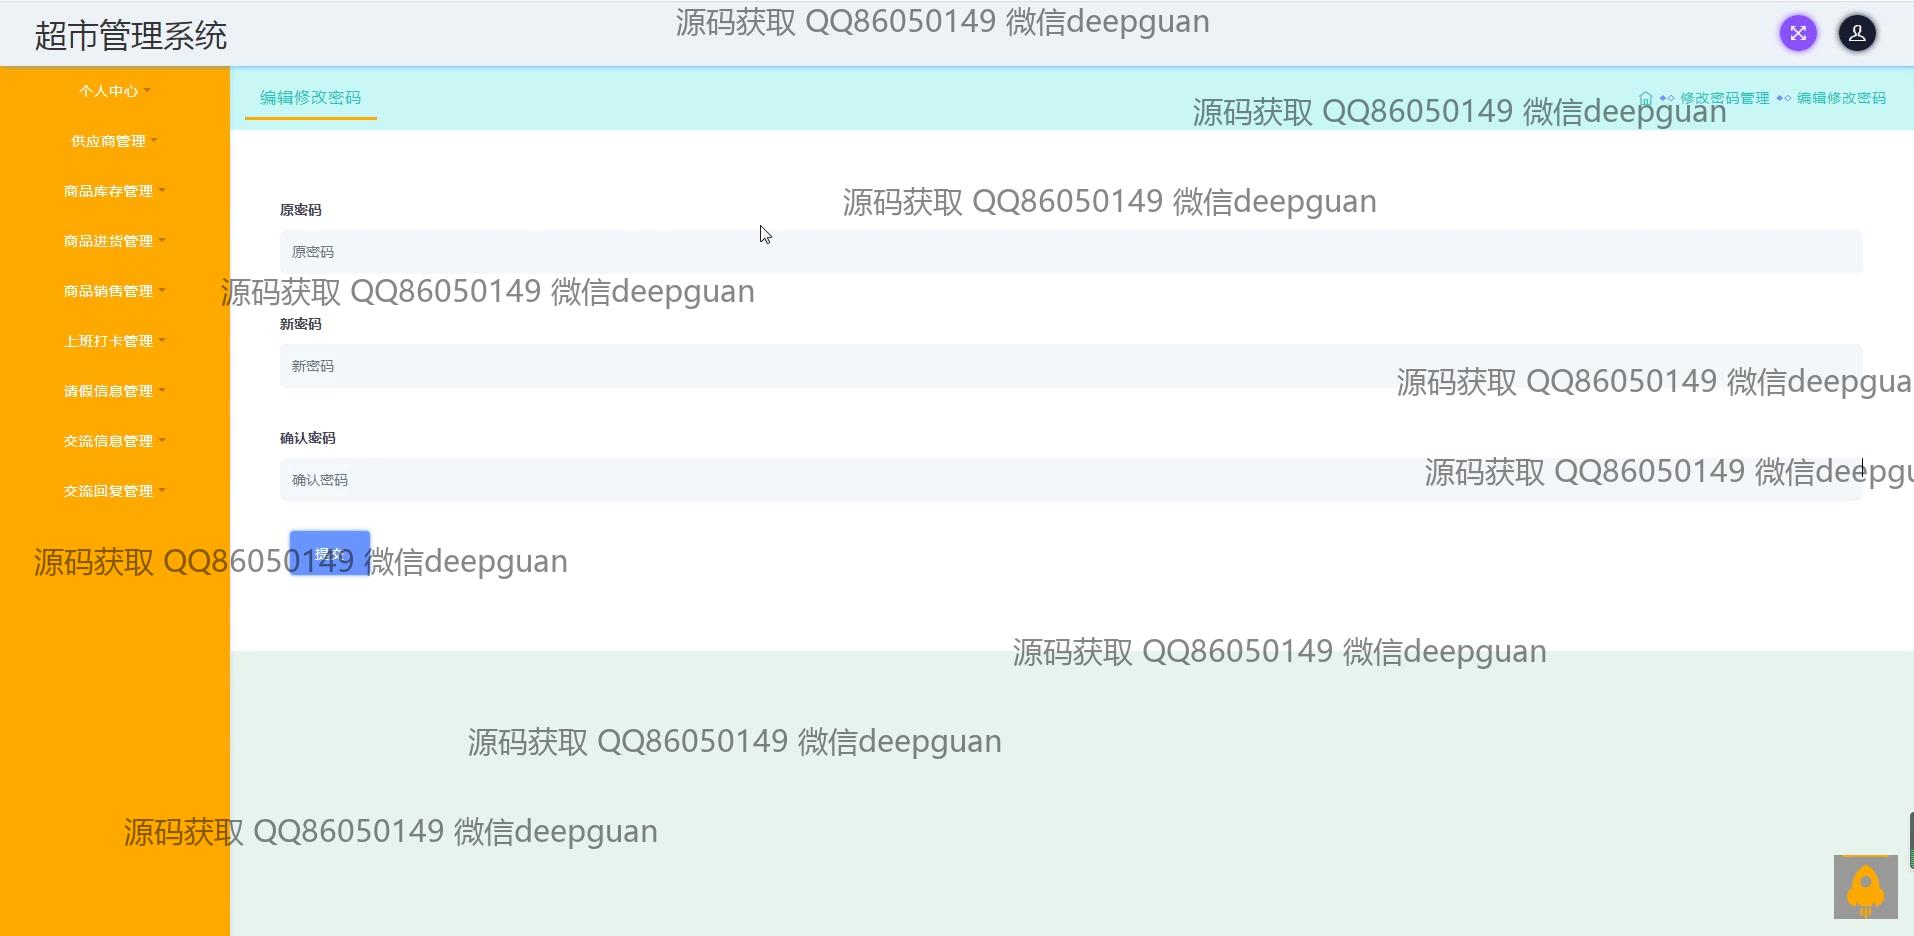 超市管理系统
源码获取 QQ86050149 微信deepguan
个人中心
供应商管理
商品库存管理
商品进货管理
商品销售管理
上班打卡管理
请假信息管理
交流信息管理
交流回复管理
编辑修改密码
修改密码管理 编辑修改密码
源码获取 QQ86050149 微信deepguan
源码获取 QQ86050149 微信deepguan
原密码
原密码
源码获取 QQ86050149 微信deepguan
新密码
新密码
源码获取 QQ86050149 微信deepgua
确认密码
确认密码
源码获取 QQ86050149 微信deepgu
提交
源码获取 QQ86050149 微信deepguan
源码获取 QQ86050149 微信deepguan
源码获取 QQ86050149 微信deepguan
源码获取 QQ86050149 微信deepguan